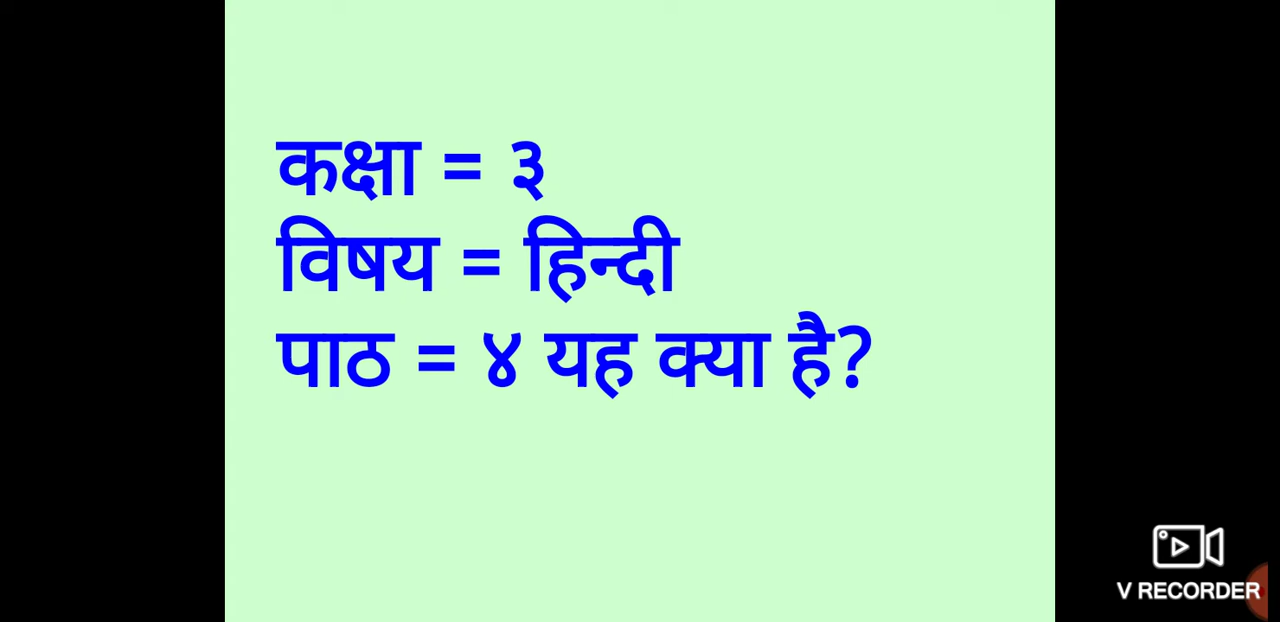 कक्षा = ३
विषय = हिन्दी
पाठ = ४ यह क्या है?
V RECORDER